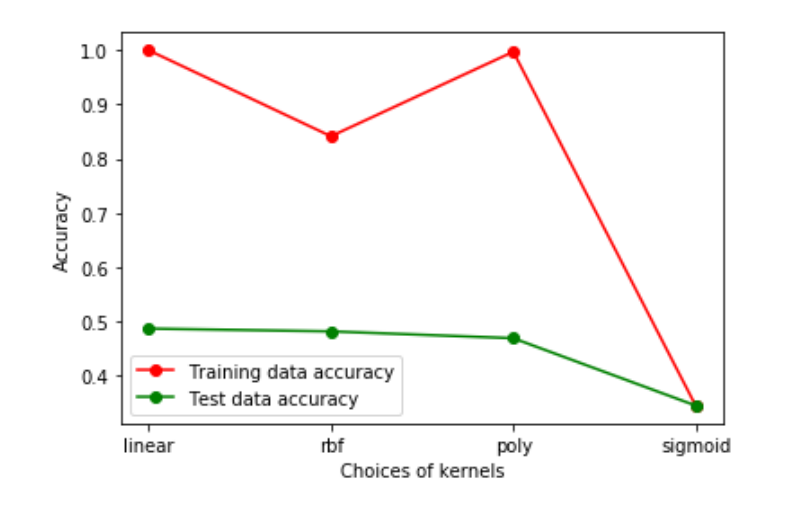 1.0
0.9
0.8
0.7
0.6
0.5
0.4
Accuracy
Training data accuracy
Test data accuracy
linear rbf poly sigmoid
Choices of kernels